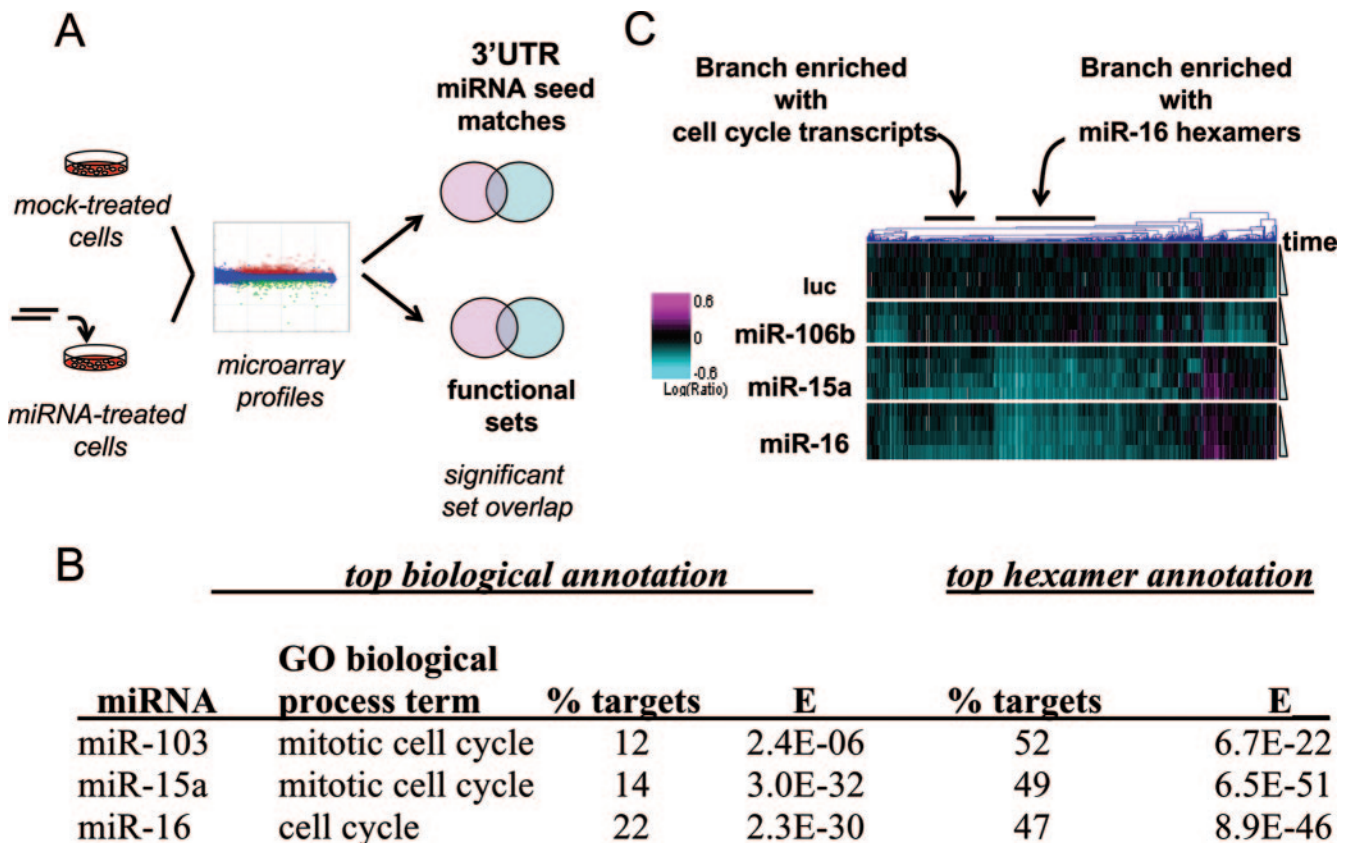 A
mock-treated
cells
miRNA-treated
cells
microarray
profiles
3'UTR
miRNA seed
matches
functional
sets
significant
set overlap
C
Branch enriched
with
cell cycle transcripts
Branch enriched
with
miR-16 hexamers
time
luc
miR-106b
miR-15a
miR-16
0.6
0
-0.6
Log(Ratio)
B
top biological annotation top hexamer annotation
GO biological
miRNA process term % targets E % targets E
miR-103 mitotic cell cycle 12 2.4E-06 52 6.7E-22
miR-15a mitotic cell cycle 14 3.0E-32 49 6.5E-51
miR-16 cell cycle 22 2.3E-30 47 8.9E-46